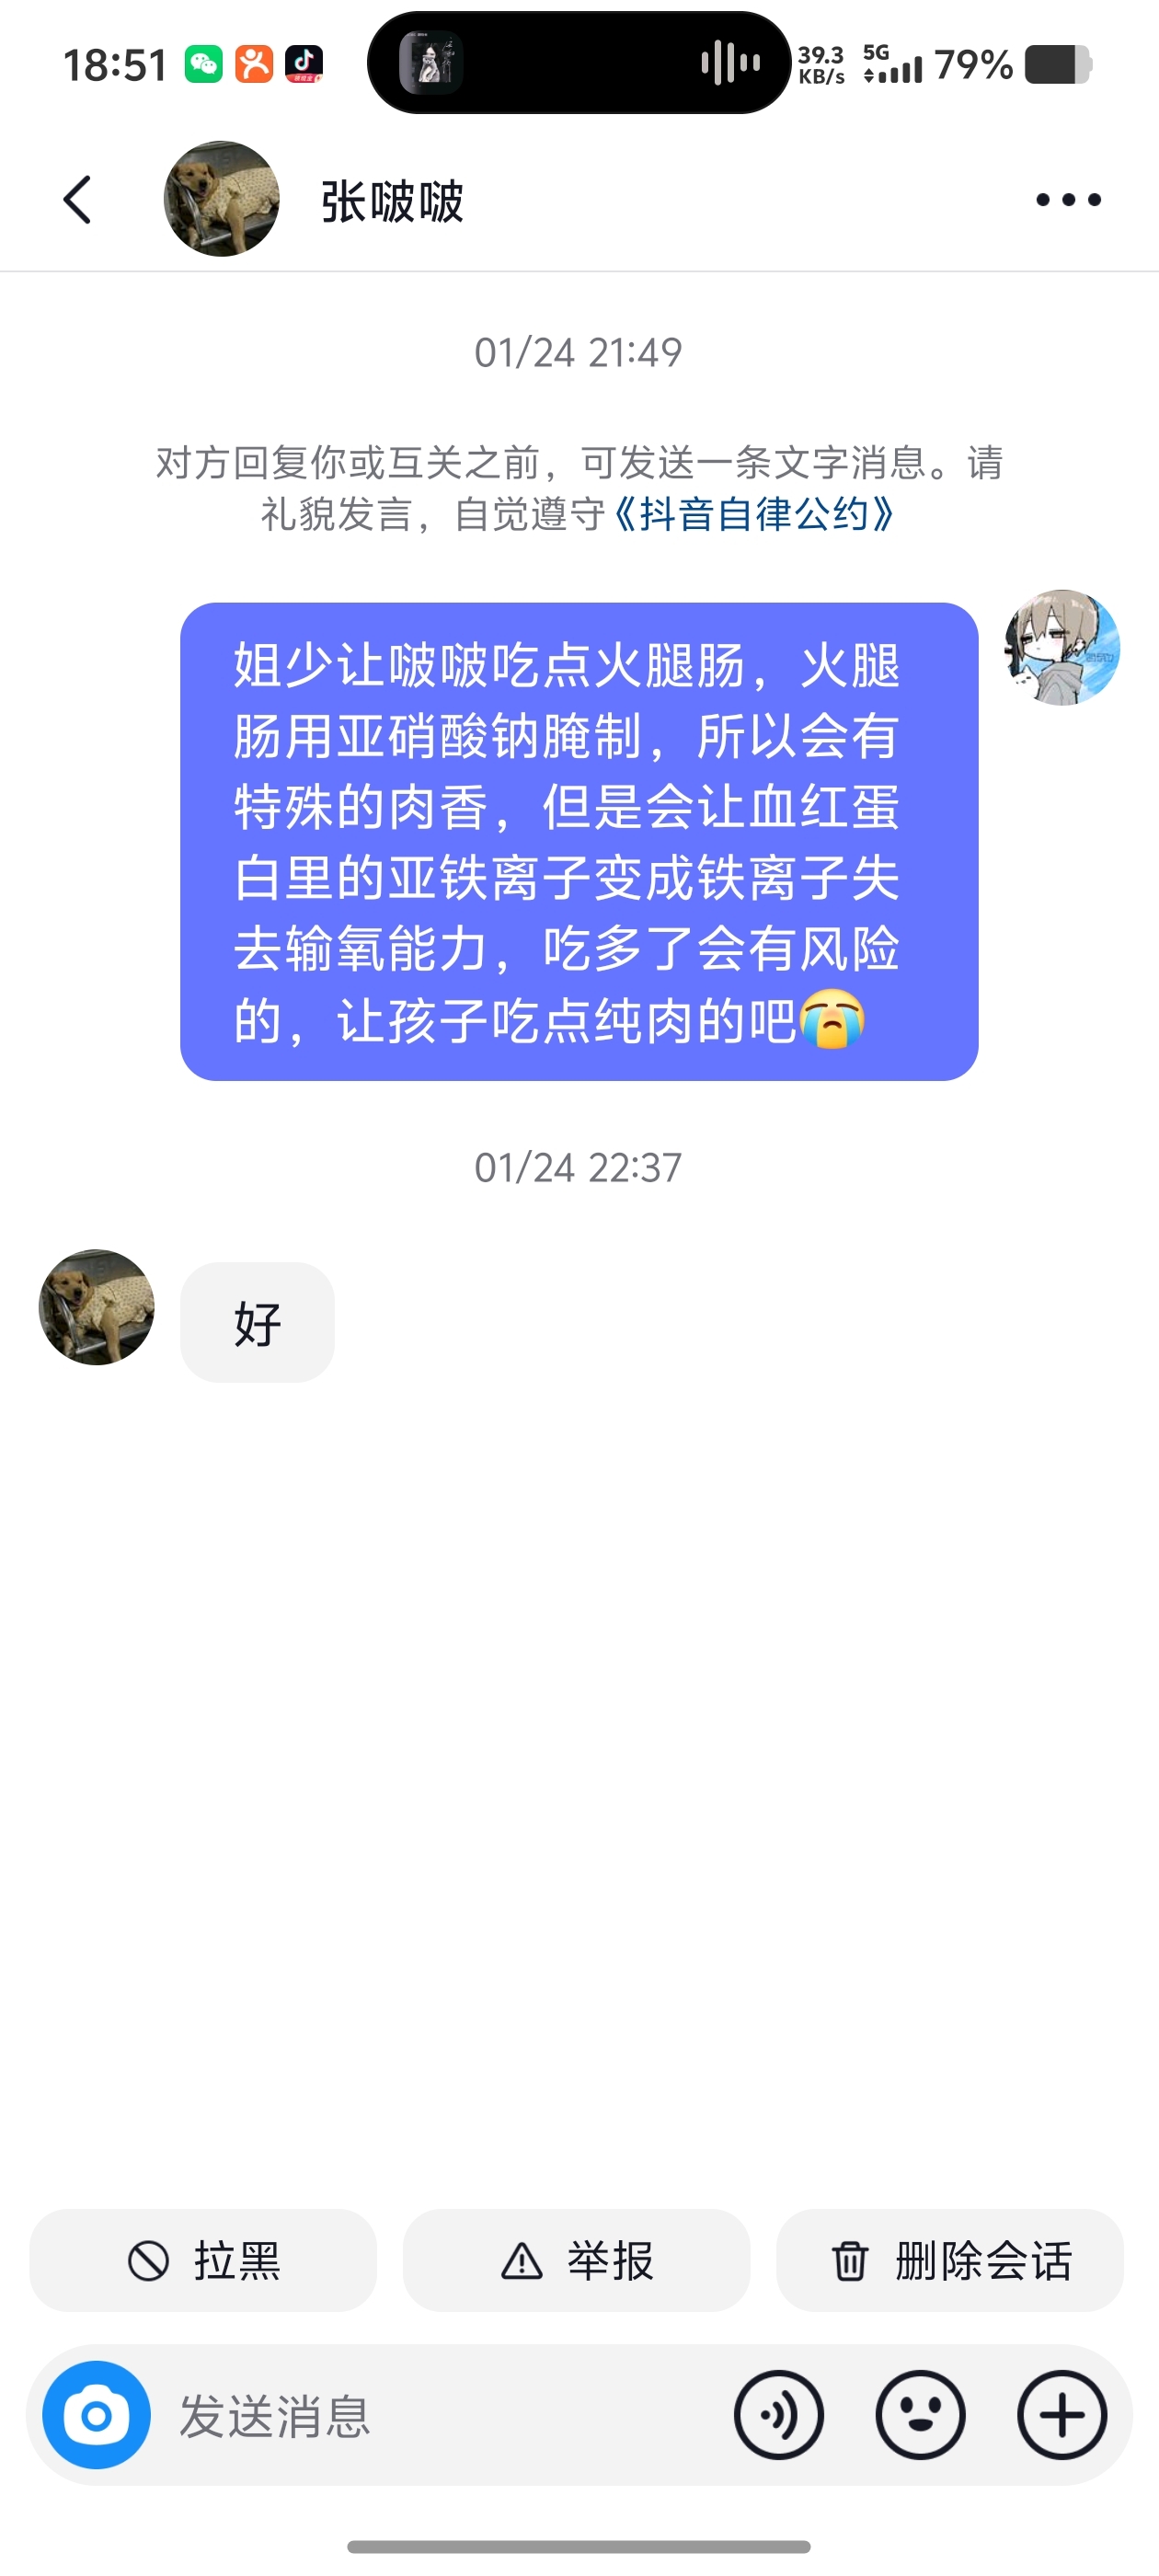 18:51
39.3 KB/s
5G
79%
张啵啵
01/24 21:49
对方回复你或互关之前，可发送一条文字消息。请
礼貌发言，自觉遵守《抖音自律公约》
姐少让啵啵吃点火腿肠，火腿
肠用亚硝酸钠腌制，所以会有
特殊的肉香，但是会让血红蛋
白里的亚铁离子变成铁离子失
去输氧能力，吃多了会有风险
的，让孩子吃点纯肉的吧😭
01/24 22:37
好
拉黑
举报
删除会话
发送消息